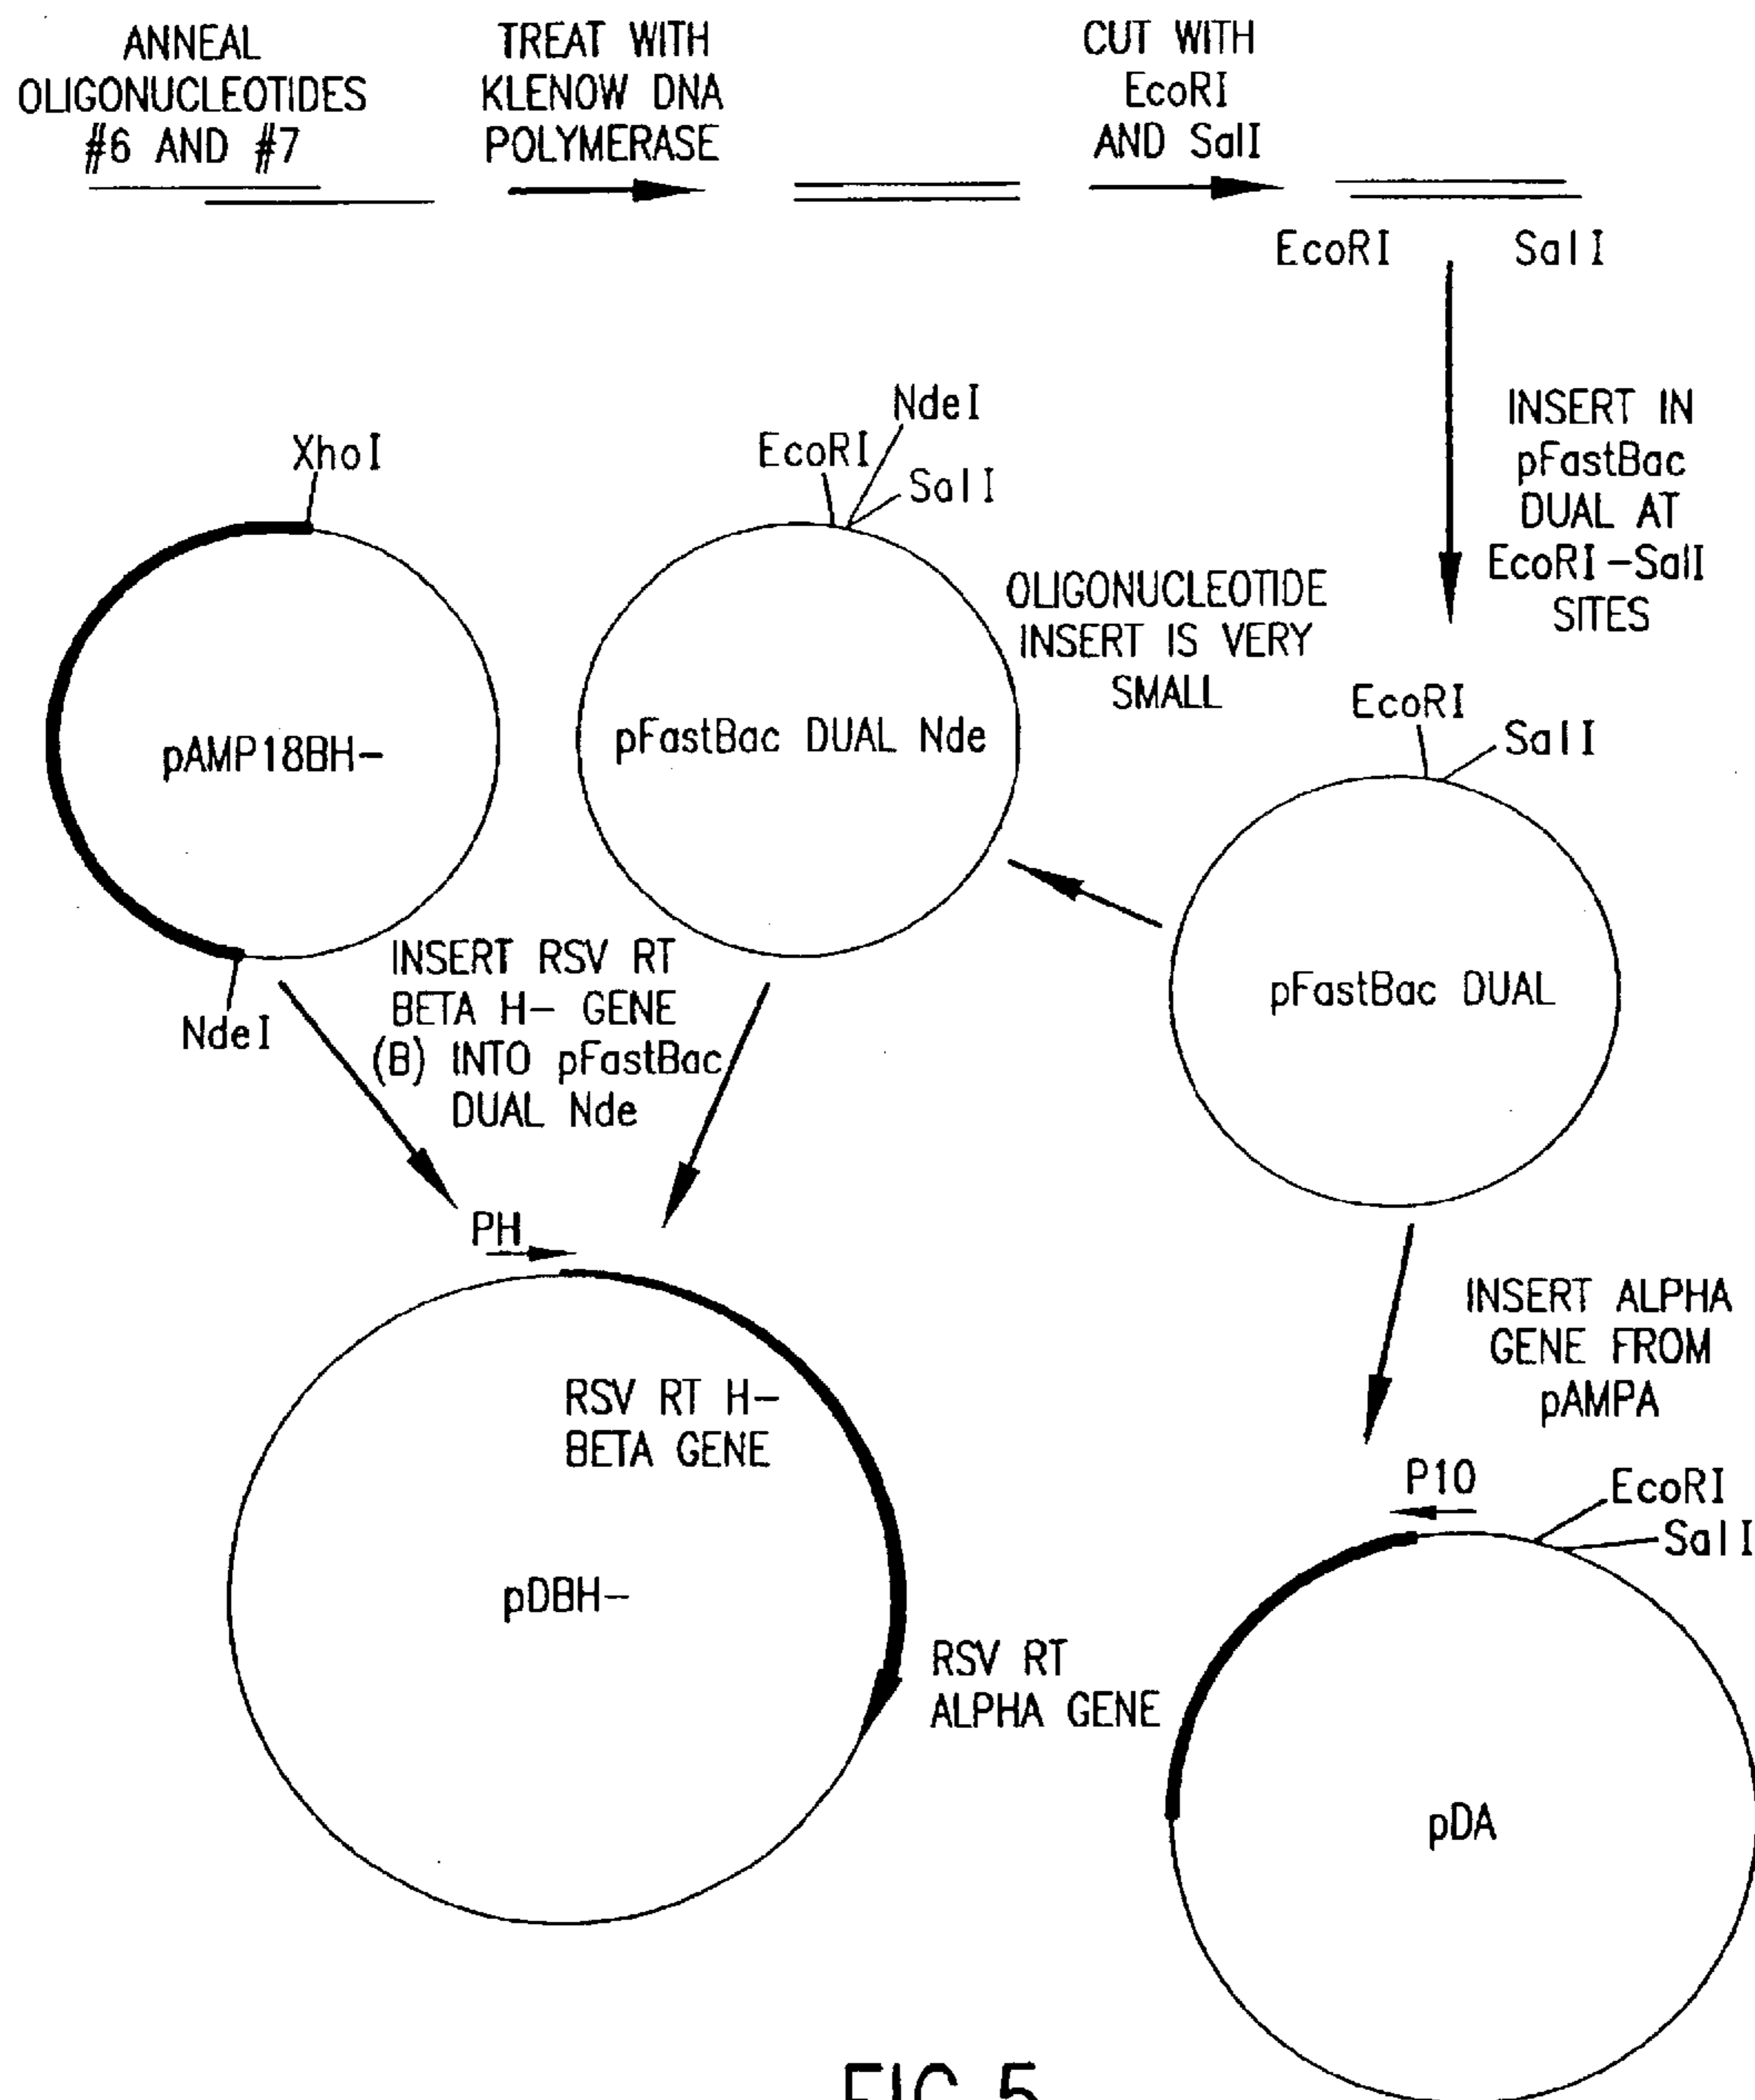 ANNEAL
OLIGONUCLEOTIDES
#6 AND #7
TREAT WITH
KLENOW DNA
POLYMERASE
CUT WITH
EcoRI
AND SalI
EcoRI
SalI
INSERT IN
pFastBac
DUAL AT
EcoRI-SalI
SITES
XhoI
pAMP18BH-
NdeI
NdeI
EcoRI
SalI
pFastBac DUAL Nde
OLIGONUCLEOTIDE
INSERT IS VERY
SMALL
EcoRI
SalI
pFastBac DUAL
INSERT RSV RT
BETA H- GENE
(B) INTO pFastBac
DUAL Nde
PH
RSV RT H-
BETA GENE
pDBH-
INSERT ALPHA
GENE FROM
pAMPA
P10
EcoRI
SalI
RSV RT
ALPHA GENE
pDA
FIG.5